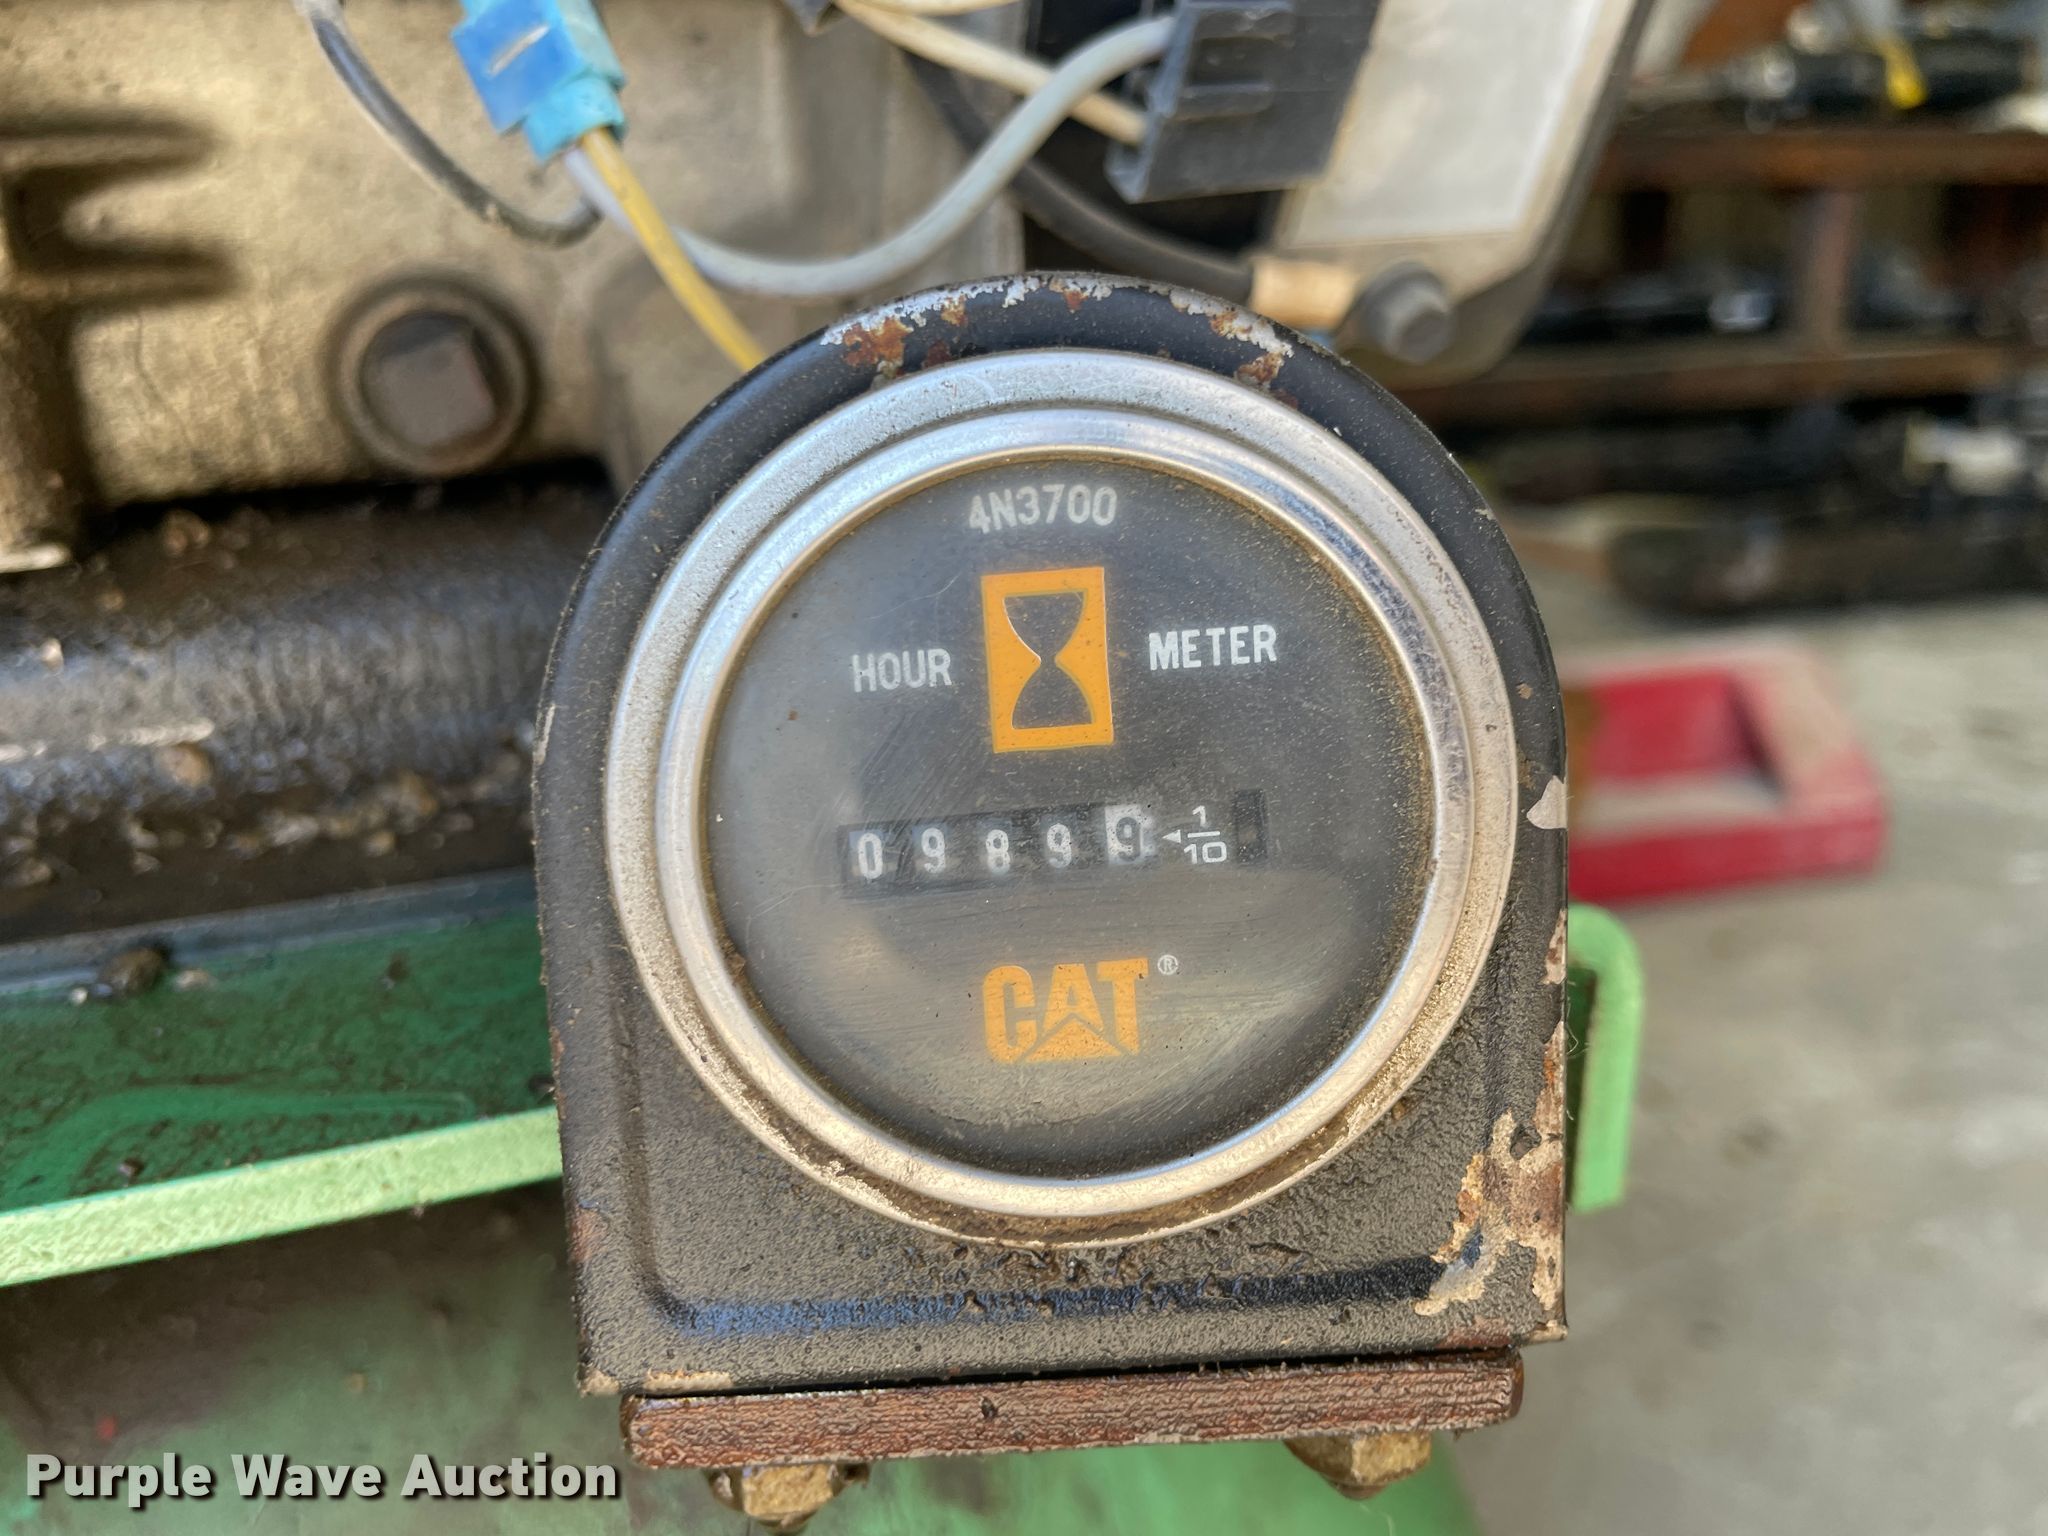 4N3700
HOUR METER
09899 1/10
CAT®
Purple Wave Auction